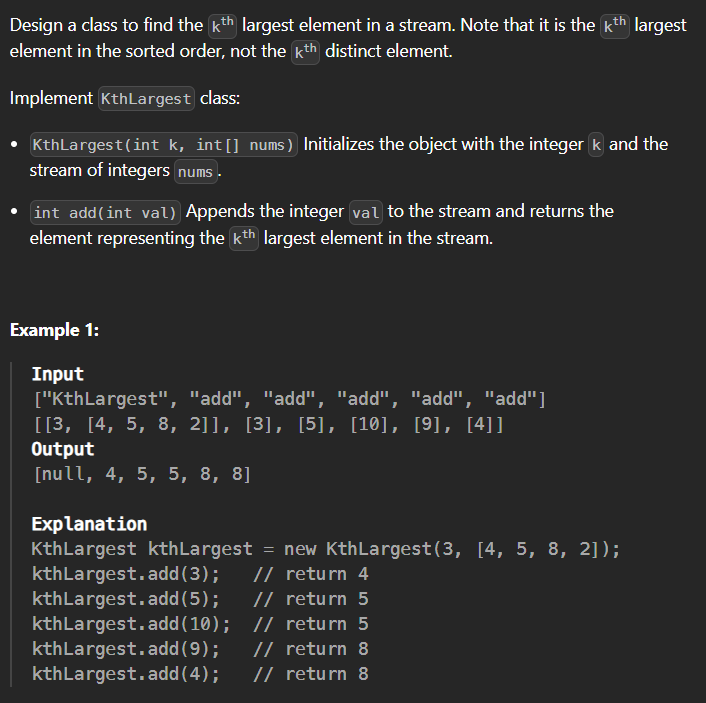 Design a class to find the kth largest element in a stream. Note that it is the kth largest
element in the sorted order, not the kth distinct element.
Implement KthLargest class:
• KthLargest(int k, int[] nums) Initializes the object with the integer k and the
stream of integers nums.
• int add(int val) Appends the integer val to the stream and returns the
element representing the kth largest element in the stream.
Example 1:
Input
["KthLargest", "add", "add", "add", "add", "add"]
[[3, [4, 5, 8, 2]], [3], [5], [10], [9], [4]]
Output
[null, 4, 5, 5, 8, 8]
Explanation
KthLargest kthLargest = new KthLargest(3, [4, 5, 8, 2]);
kthLargest.add(3);   // return 4
kthLargest.add(5);   // return 5
kthLargest.add(10);  // return 5
kthLargest.add(9);   // return 8
kthLargest.add(4);   // return 8